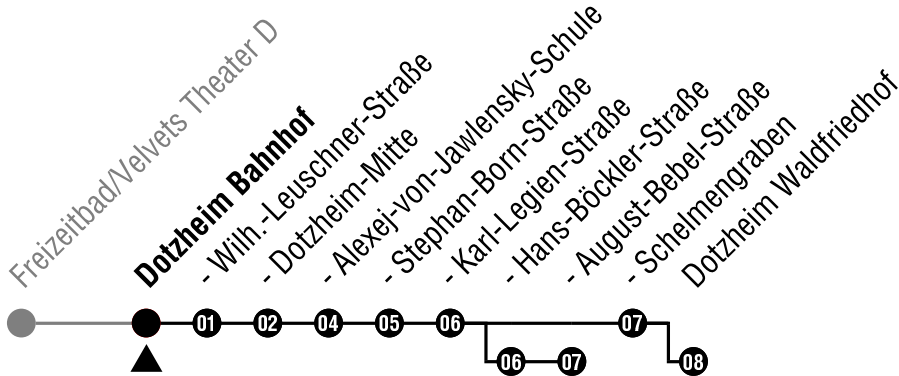 Freizeitbad/Velvets Theater D
Dotzheim Bahnhof
- Wilh.-Leuschner-Straße
- Dotzheim-Mitte
- Alexej-von-Jawlensky-Schule
- Stephan-Born-Straße
- Karl-Legien-Straße
- Hans-Böckler-Straße
- August-Bebel-Straße
- Schelmengraben
Dotzheim Waldfriedhof
01 02 04 05 06 07
06 07 08